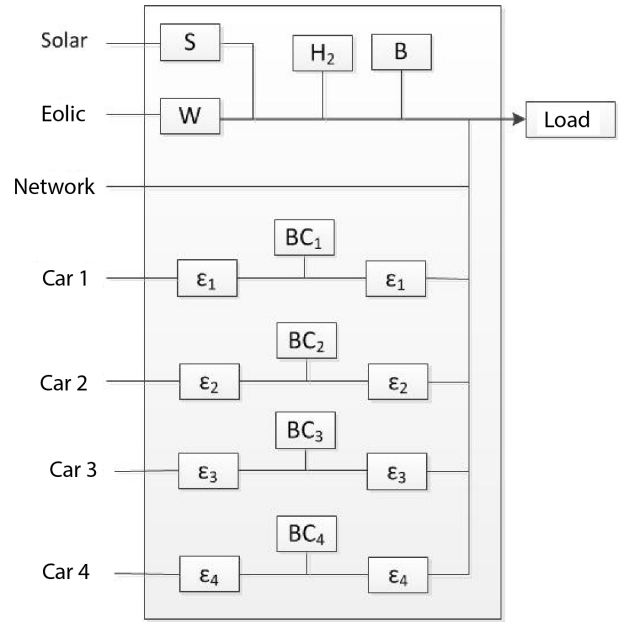 Solar
S
H₂
B
Eolic
W
Load
Network
BC₁
Car 1
ε₁
ε₁
BC₂
Car 2
ε₂
ε₂
BC₃
Car 3
ε₃
ε₃
BC₄
Car 4
ε₄
ε₄